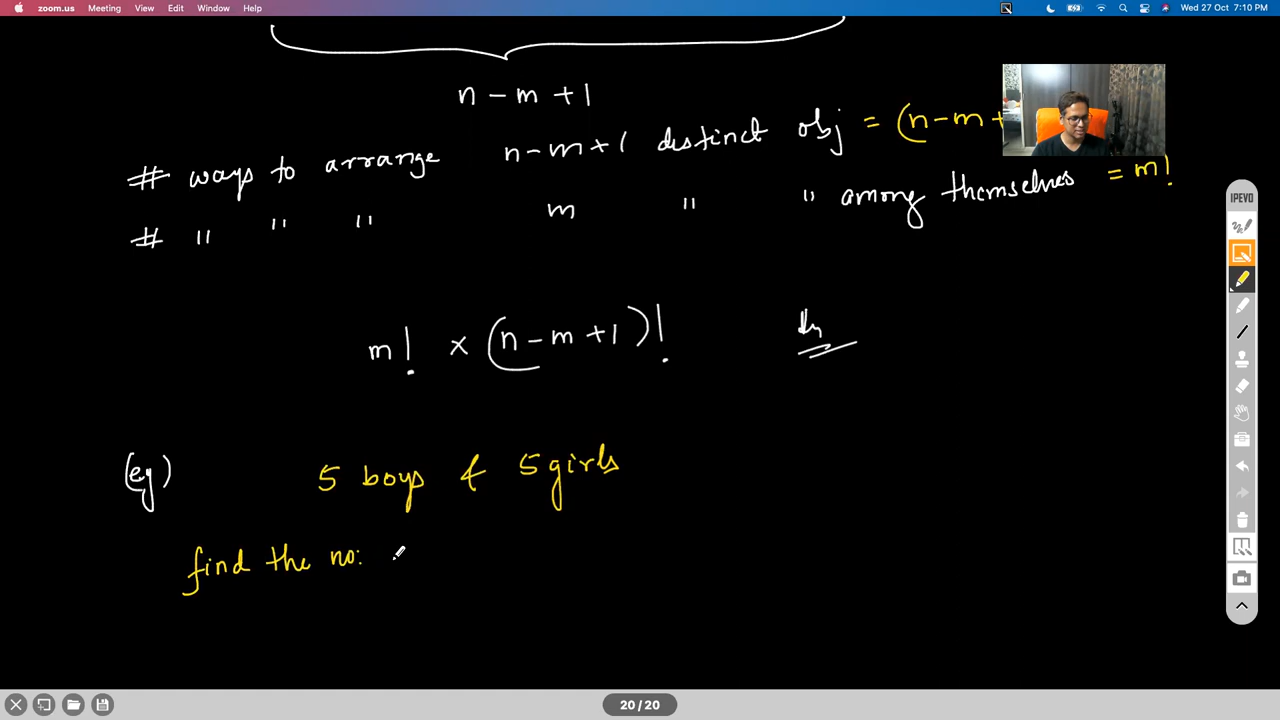 zoom.us Meeting View Edit Window Help Wed 27 Oct 7:10 PM
n - m + 1
# ways to arrange n-m+1 distinct obj = (n-m+
# " " " m " " among themselves = m!
IPEVO
m! × (n-m+1)!
(eg) 5 boys & 5 girls
find the no:
20/20